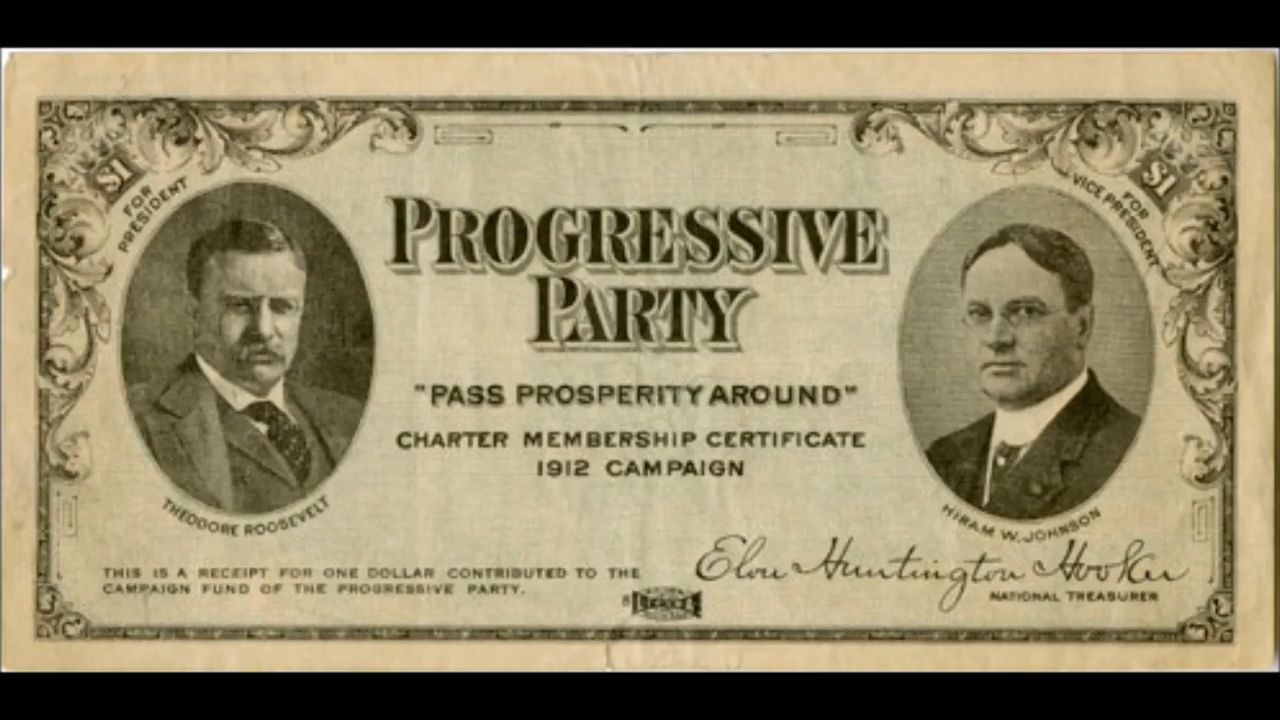 $1
$1
FOR PRESIDENT
FOR VICE PRESIDENT
PROGRESSIVE
PARTY
"PASS PROSPERITY AROUND"
CHARTER MEMBERSHIP CERTIFICATE
1912 CAMPAIGN
THEODORE ROOSEVELT
HIRAM W. JOHNSON
THIS IS A RECEIPT FOR ONE DOLLAR CONTRIBUTED TO THE
CAMPAIGN FUND OF THE PROGRESSIVE PARTY.
Elon Huntington Hooker
NATIONAL TREASURER